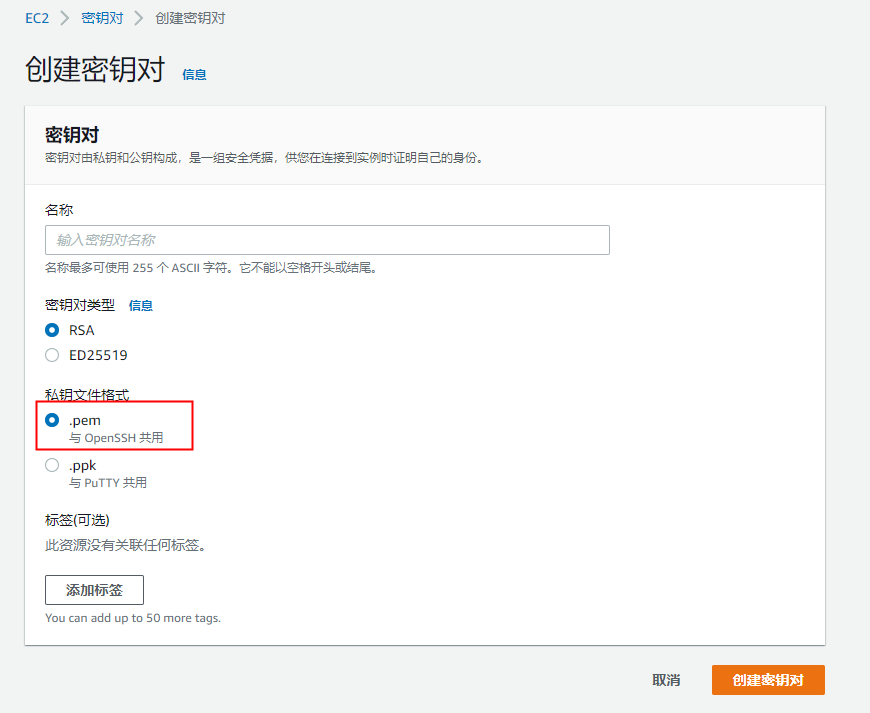 EC2 > 密钥对 > 创建密钥对
创建密钥对 信息
密钥对
密钥对由私钥和公钥构成，是一组安全凭据，供您在连接到实例时证明自己的身份。
名称
输入密钥对名称
名称最多可使用 255 个 ASCII 字符。它不能以空格开头或结尾。
密钥对类型 信息
RSA
ED25519
私钥文件格式
.pem
与 OpenSSH 共用
.ppk
与 PuTTY 共用
标签(可选)
此资源没有关联任何标签。
添加标签
You can add up to 50 more tags.
取消 创建密钥对